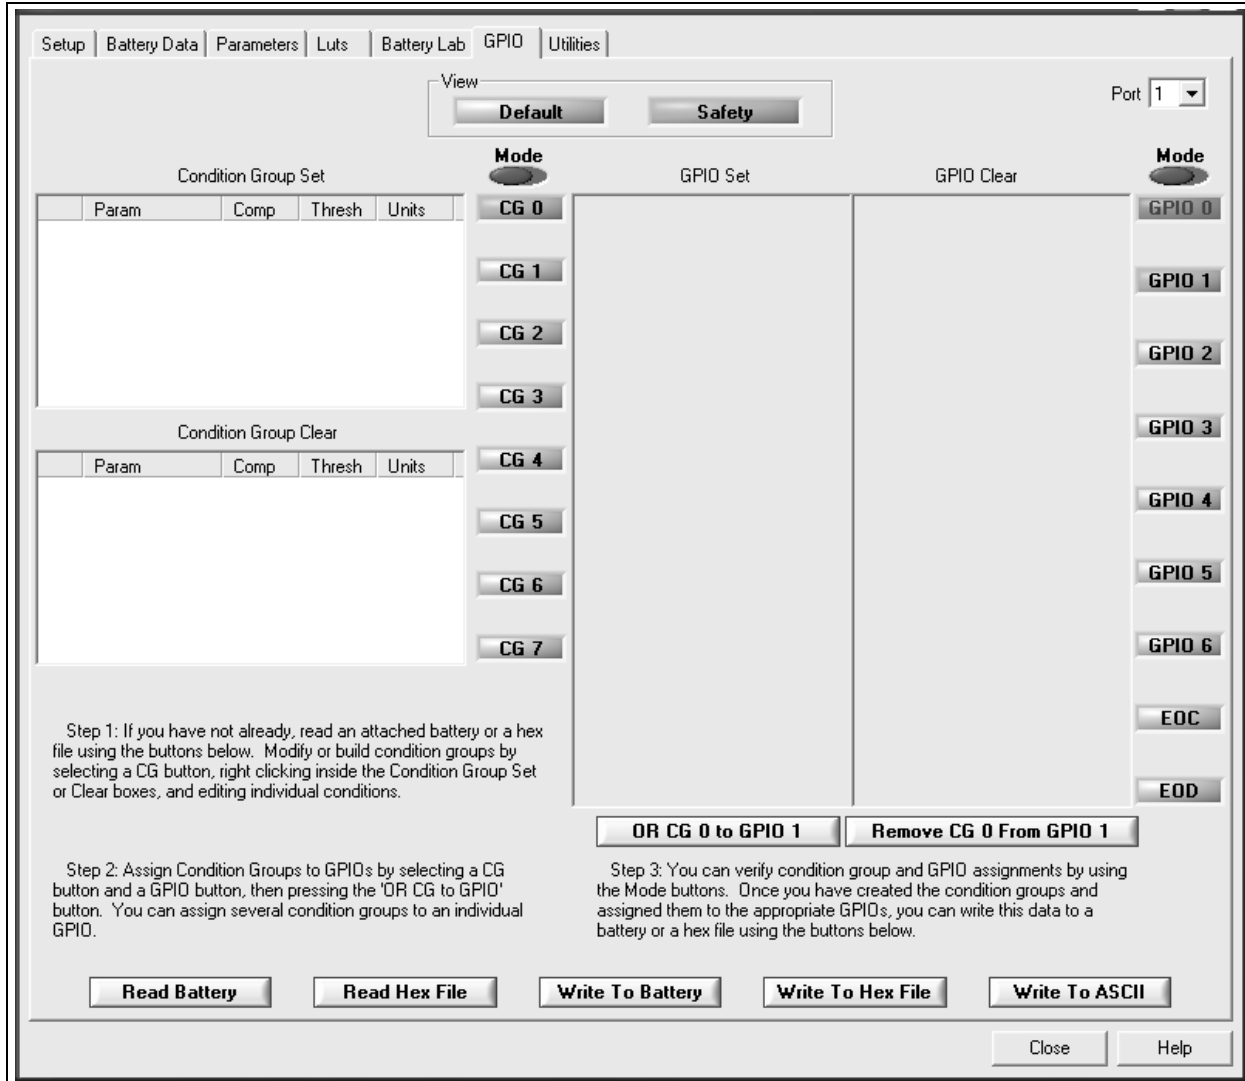 Setup Battery Data Parameters Luts Battery Lab GPIO Utilities
View
Default Safety
Port 1
Mode
Mode
Condition Group Set
GPIO Set
GPIO Clear
Param Comp Thresh Units
CG 0
CG 1
CG 2
CG 3
Condition Group Clear
Param Comp Thresh Units
CG 4
CG 5
CG 6
CG 7
GPIO 0
GPIO 1
GPIO 2
GPIO 3
GPIO 4
GPIO 5
GPIO 6
EOC
EOD
OR CG 0 to GPIO 1
Remove CG 0 From GPIO 1
Step 1: If you have not already, read an attached battery or a hex
file using the buttons below. Modify or build condition groups by
selecting a CG button, right clicking inside the Condition Group Set
or Clear boxes, and editing individual conditions.
Step 2: Assign Condition Groups to GPIOs by selecting a CG
button and a GPIO button, then pressing the 'OR CG to GPIO'
button. You can assign several condition groups to an individual
GPIO.
Step 3: You can verify condition group and GPIO assignments by using
the Mode buttons. Once you have created the condition groups and
assigned them to the appropriate GPIOs, you can write this data to a
battery or a hex file using the buttons below.
Read Battery Read Hex File Write To Battery Write To Hex File Write To ASCII
Close Help